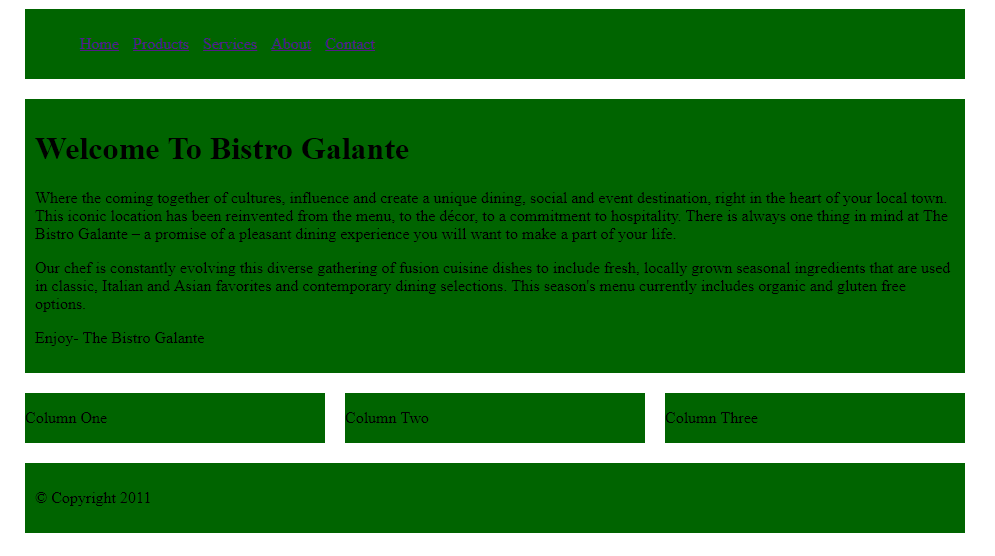 Home Products Services About Contact
Welcome To Bistro Galante
Where the coming together of cultures, influence and create a unique dining, social and event destination, right in the heart of your local town.
This iconic location has been reinvented from the menu, to the décor, to a commitment to hospitality. There is always one thing in mind at The
Bistro Galante – a promise of a pleasant dining experience you will want to make a part of your life.
Our chef is constantly evolving this diverse gathering of fusion cuisine dishes to include fresh, locally grown seasonal ingredients that are used
in classic, Italian and Asian favorites and contemporary dining selections. This season's menu currently includes organic and gluten free
options.
Enjoy- The Bistro Galante
Column One
Column Two
Column Three
© Copyright 2011